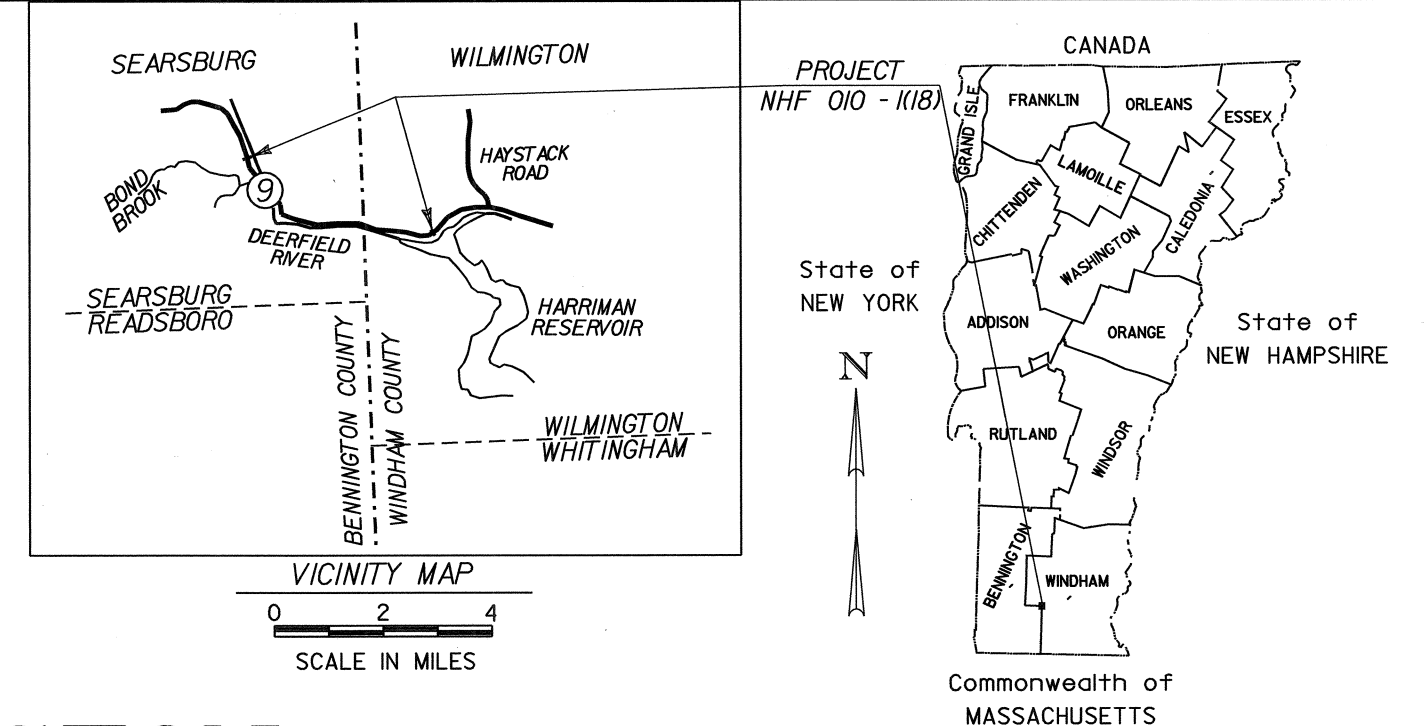 SEARSBURG
WILMINGTON
HAYSTACK
ROAD
BOND
BROOK
9
DEERFIELD
RIVER
SEARSBURG
READSBORO
HARRIMAN
RESERVOIR
BENNINGTON COUNTY
WINDHAM COUNTY
WILMINGTON
WHITINGHAM
VICINITY MAP
0 2 4
SCALE IN MILES
PROJECT
NHF 010 - 1(18)
CANADA
GRAND ISLE
FRANKLIN
ORLEANS
ESSEX
LAMOILLE
CHITTENDEN
CALEDONIA
WASHINGTON
State of
NEW YORK
ADDISON
ORANGE
State of
NEW HAMPSHIRE
N
RUTLAND
WINDSOR
BENNINGTON
WINDHAM
Commonwealth of
MASSACHUSETTS